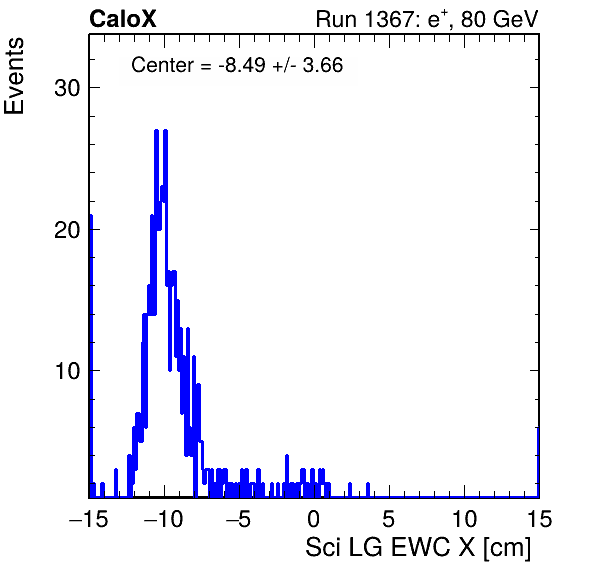 CaloX Run 1367: e⁺, 80 GeV
Center = -8.49 +/- 3.66
Events
30
20
10
−15 −10 −5 0 5 10 15
Sci LG EWC X [cm]